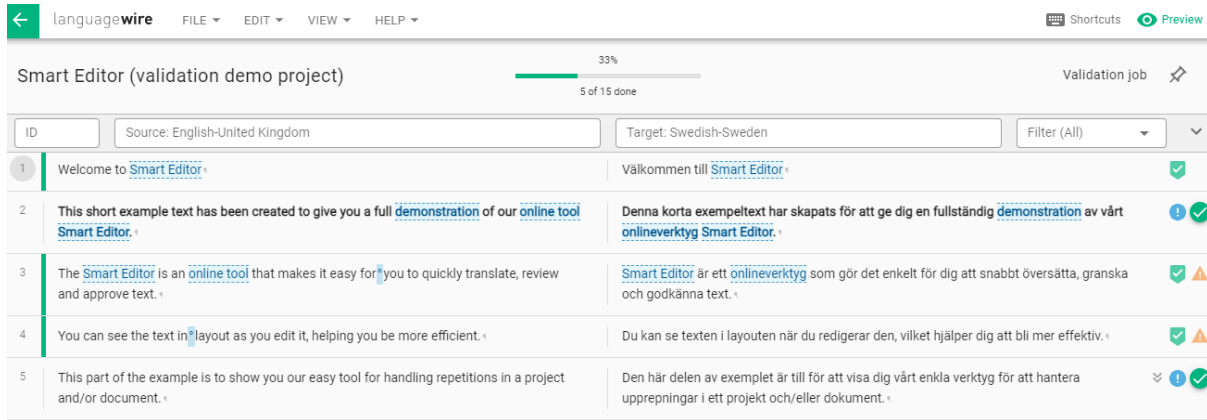 languagewire FILE EDIT VIEW HELP Shortcuts Preview
Smart Editor (validation demo project) 33% Validation job
5 of 15 done
ID Source: English-United Kingdom Target: Swedish-Sweden Filter (All)
1 Welcome to Smart Editor Välkommen till Smart Editor
2 This short example text has been created to give you a full demonstration of our online tool
Smart Editor.
Denna korta exempeltext har skapats för att ge dig en fullständig demonstration av vårt
onlineverktyg Smart Editor.
3 The Smart Editor is an online tool that makes it easy for°you to quickly translate, review
and approve text.
Smart Editor är ett onlineverktyg som gör det enkelt för dig att snabbt översätta, granska
och godkänna text.
4 You can see the text in°layout as you edit it, helping you be more efficient. Du kan se texten i layouten när du redigerar den, vilket hjälper dig att bli mer effektiv.
5 This part of the example is to show you our easy tool for handling repetitions in a project
and/or document.
Den här delen av exemplet är till för att visa dig vårt enkla verktyg för att hantera
upprepningar i ett projekt och/eller dokument.